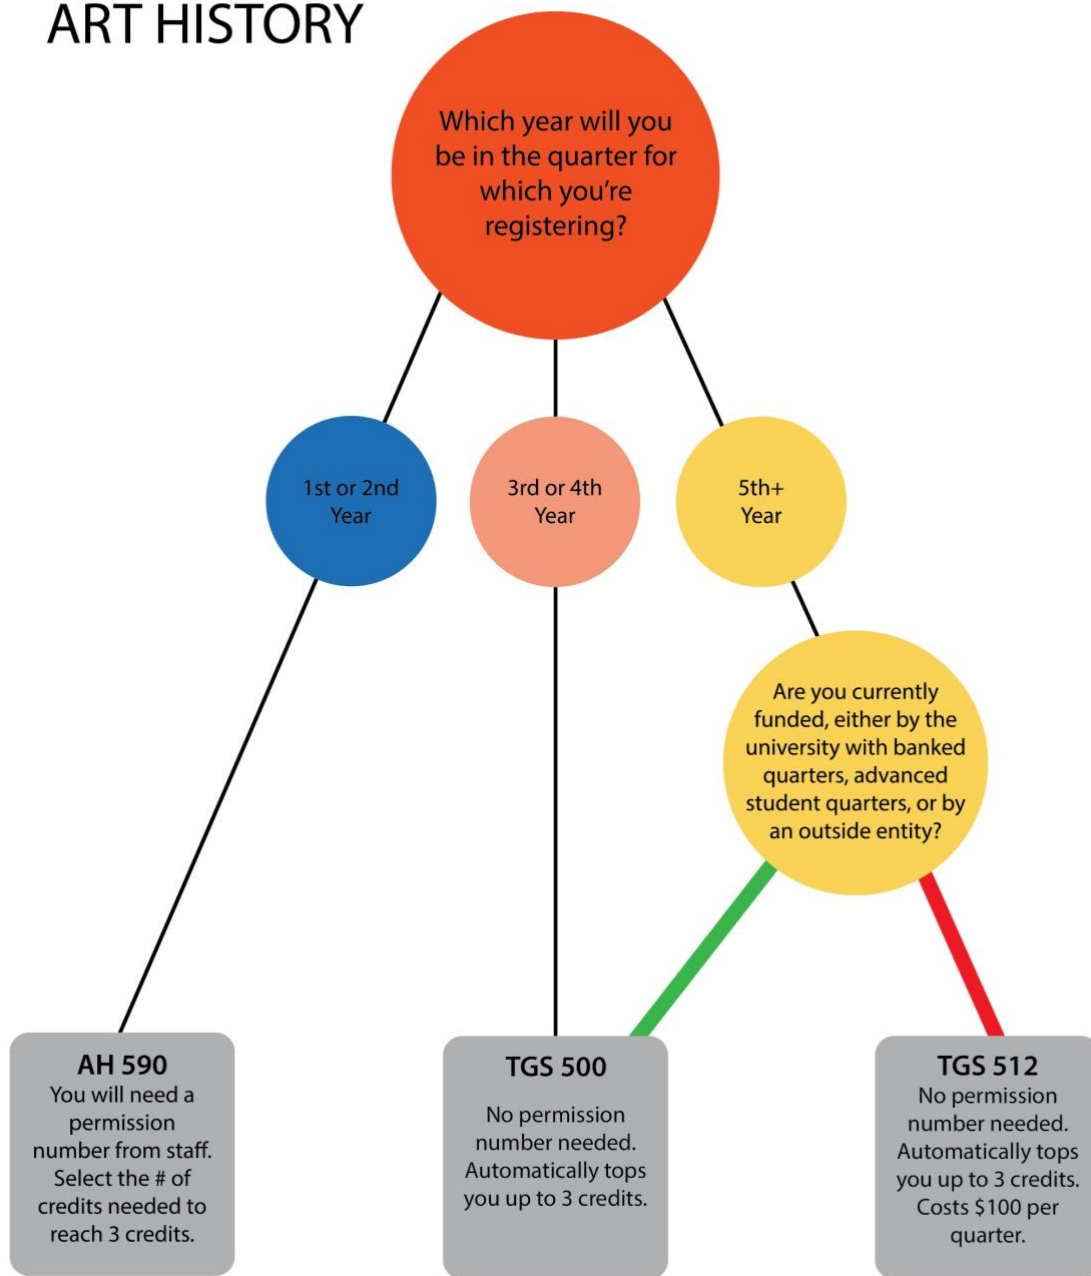 ART HISTORY
Which year will you
be in the quarter for
which you're
registering?
1st or 2nd
Year
3rd or 4th
Year
5th+
Year
Are you currently
funded, either by the
university with banked
quarters, advanced
student quarters, or by
an outside entity?
AH 590
You will need a
permission
number from staff.
Select the # of
credits needed to
reach 3 credits.
TGS 500
No permission
number needed.
Automatically tops
you up to 3 credits.
TGS 512
No permission
number needed.
Automatically tops
you up to 3 credits.
Costs $100 per
quarter.